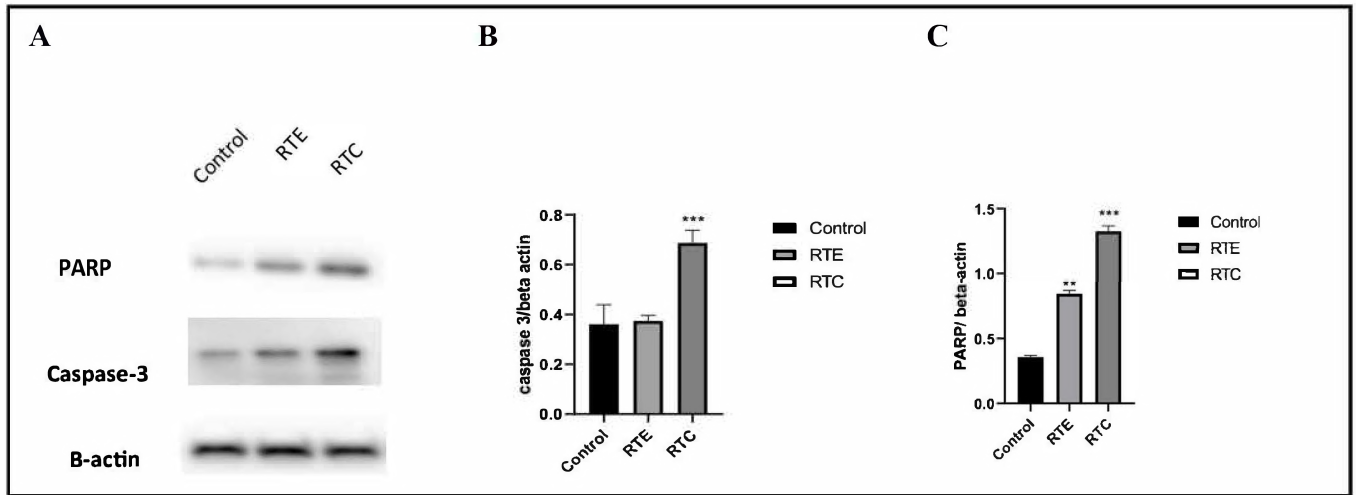 A
B
C
Control
RTE
RTC
PARP
Caspase-3
B-actin
caspase 3/beta actin
0.8
0.6
0.4
0.2
0.0
***
Control
RTE
RTC
Control
RTE
RTC
PARP/ beta-actin
1.5
1.0
0.5
0.0
**
***
Control
RTE
RTC
Control
RTE
RTC